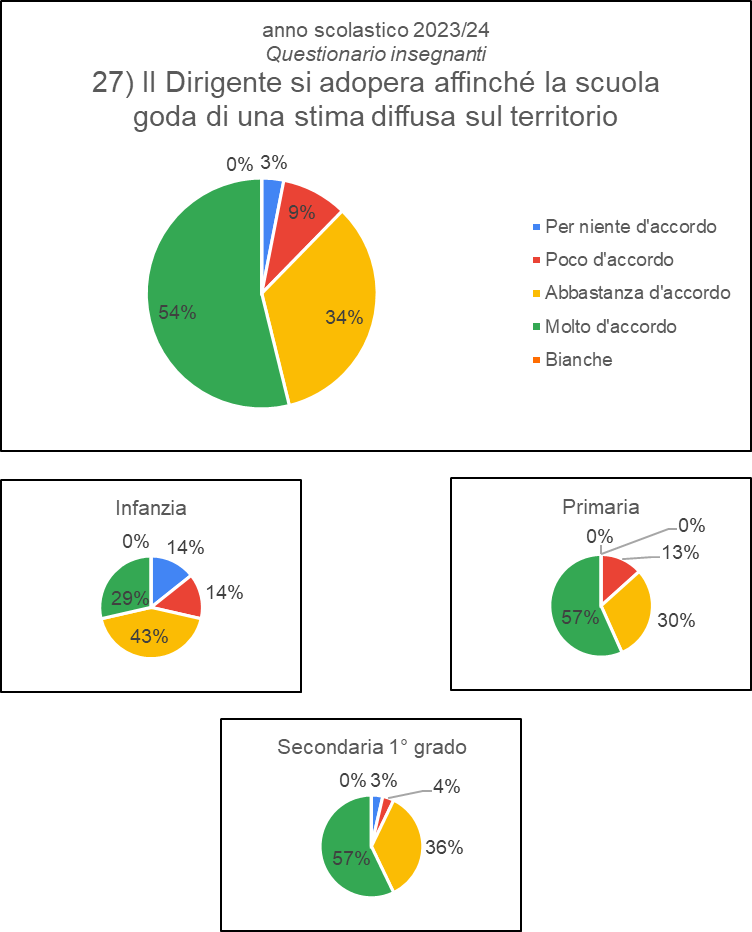 anno scolastico 2023/24
Questionario insegnanti
27) Il Dirigente si adopera affinché la scuola
goda di una stima diffusa sul territorio
0%
3%
9%
34%
54%
Per niente d'accordo
Poco d'accordo
Abbastanza d'accordo
Molto d'accordo
Bianche
Infanzia
0%
14%
14%
43%
29%
Primaria
0%
0%
13%
30%
57%
Secondaria 1° grado
0%
3%
4%
36%
57%